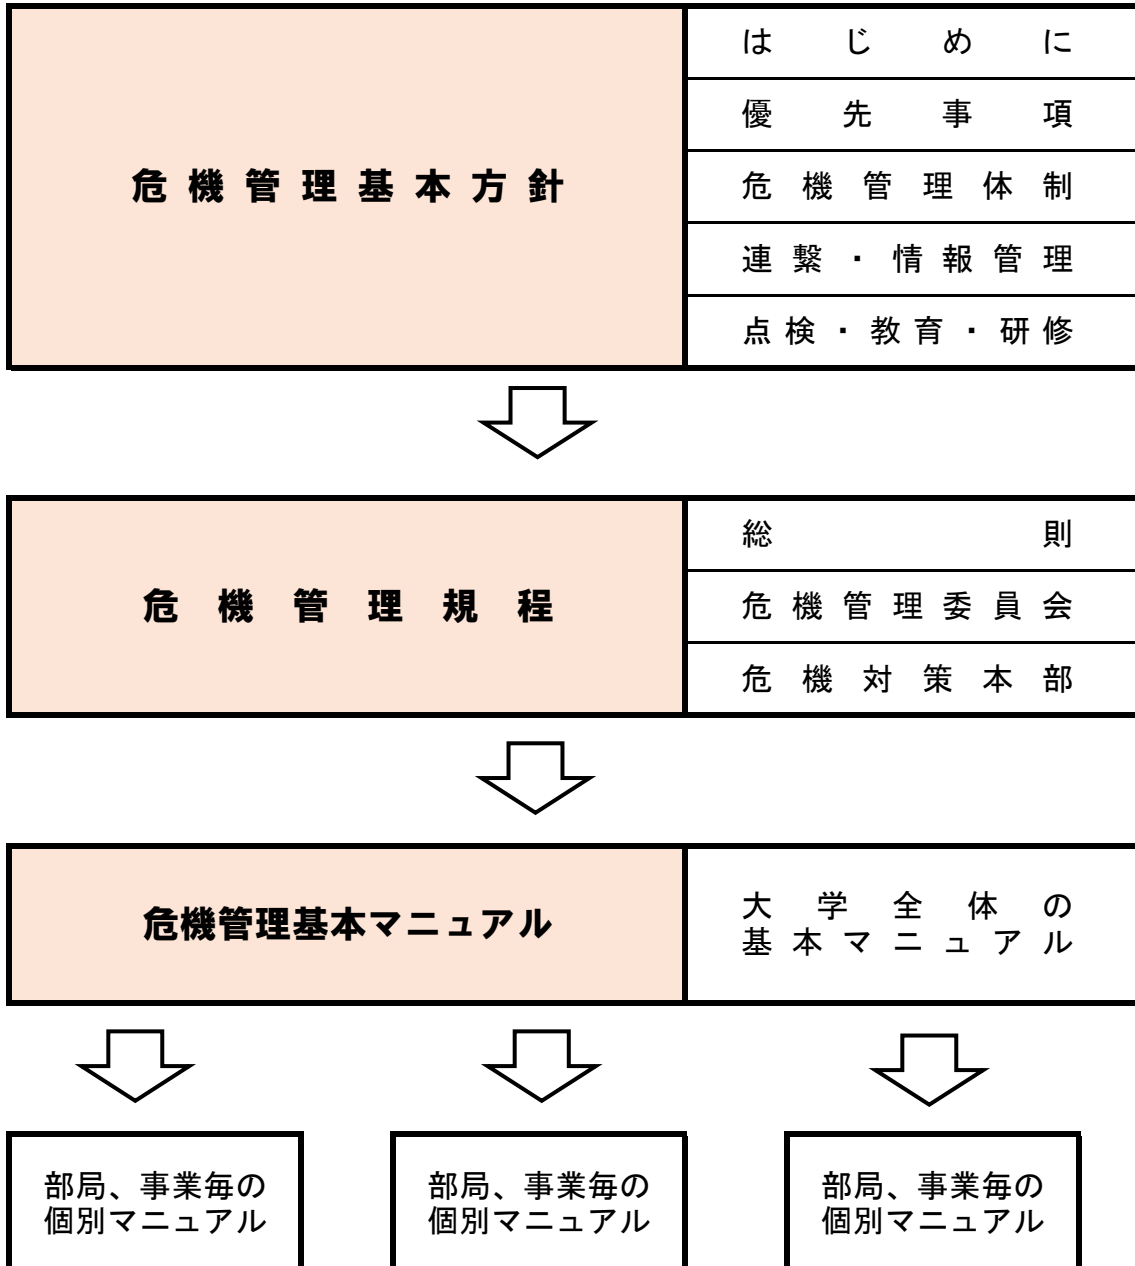 危機管理基本方針
はじめに
優先事項
危機管理体制
連繋・情報管理
点検・教育・研修
危機管理規程
総則
危機管理委員会
危機対策本部
危機管理基本マニュアル
大学全体の
基本マニュアル
部局、事業毎の
個別マニュアル
部局、事業毎の
個別マニュアル
部局、事業毎の
個別マニュアル